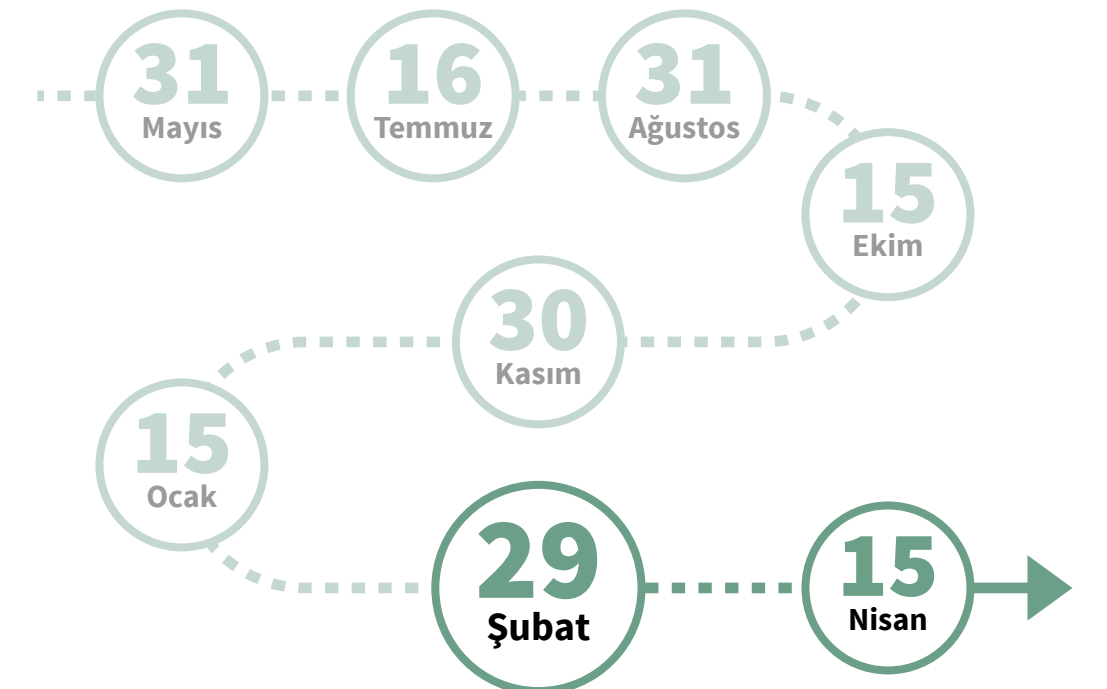 31
Mayıs
16
Temmuz
31
Ağustos
15
Ekim
30
Kasım
15
Ocak
29
Şubat
15
Nisan